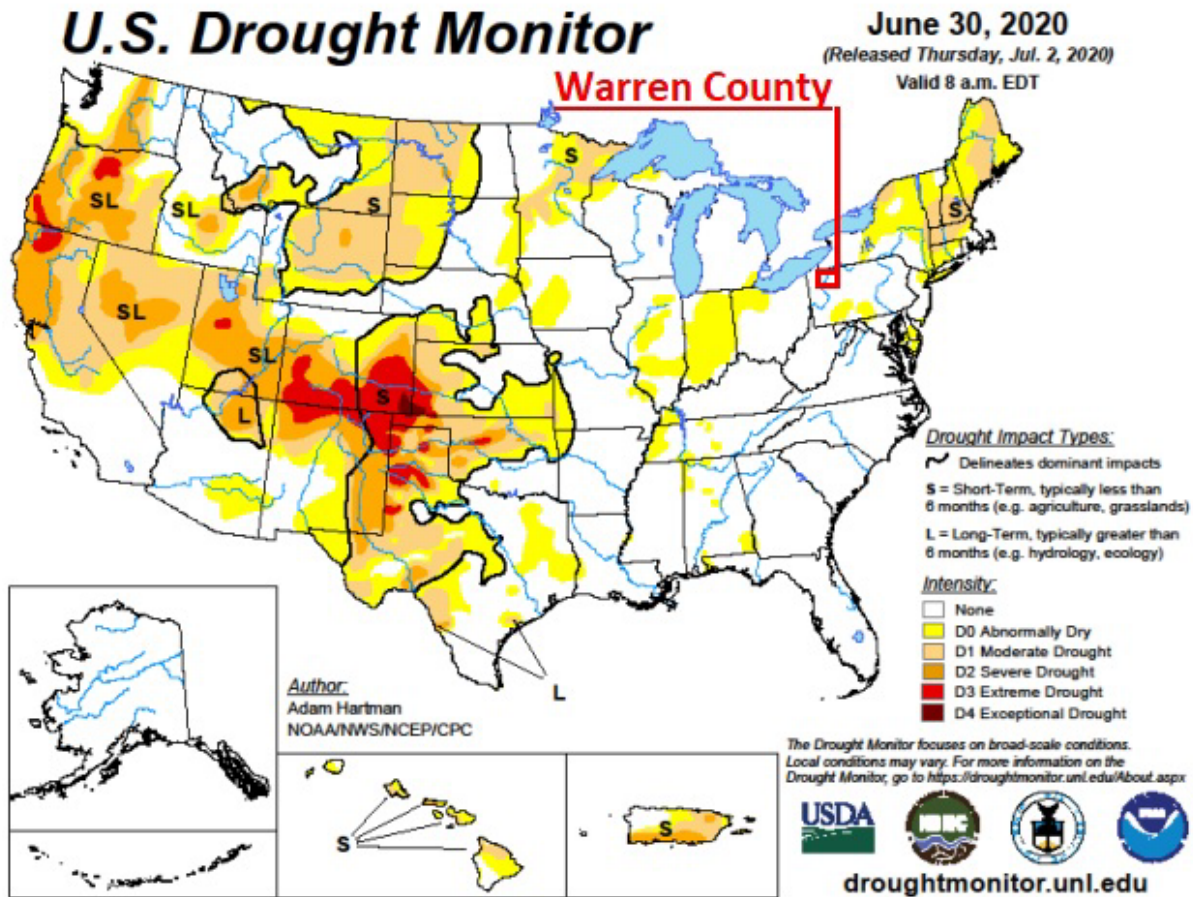 U.S. Drought Monitor
June 30, 2020
(Released Thursday, Jul. 2, 2020)
Valid 8 a.m. EDT
Warren County
S
SL
SL
S
S
SL
SL
S
L
L
Drought Impact Types:
Delineates dominant impacts
S = Short-Term, typically less than
6 months (e.g. agriculture, grasslands)
L = Long-Term, typically greater than
6 months (e.g. hydrology, ecology)
Intensity:
None
D0 Abnormally Dry
D1 Moderate Drought
D2 Severe Drought
D3 Extreme Drought
D4 Exceptional Drought
Author:
Adam Hartman
NOAA/NWS/NCEP/CPC
S
S
The Drought Monitor focuses on broad-scale conditions.
Local conditions may vary. For more information on the
Drought Monitor, go to https://droughtmonitor.unl.edu/About.aspx
USDA
droughtmonitor.unl.edu